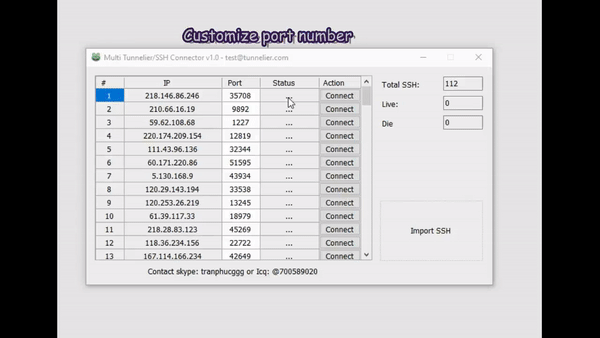 Customize port number
Multi Tunnelier/SSH Connector v1.0 - test@tunnelier.com
# IP Port Status Action
1 218.146.86.246 35708 ... Connect
2 210.66.16.19 9892 ... Connect
3 59.62.108.68 1227 ... Connect
4 220.174.209.154 12819 ... Connect
5 111.43.96.136 32344 ... Connect
6 60.171.220.86 51595 ... Connect
7 5.130.168.9 43934 ... Connect
8 120.29.143.194 33538 ... Connect
9 120.253.26.219 13245 ... Connect
10 61.39.117.33 18979 ... Connect
11 218.28.83.123 45269 ... Connect
12 118.36.234.156 22722 ... Connect
13 167.114.166.234 42649 ... Connect
Total SSH: 112
Live: 0
Die 0
Import SSH
Contact skype: tranphucggg or Icq: @700589020